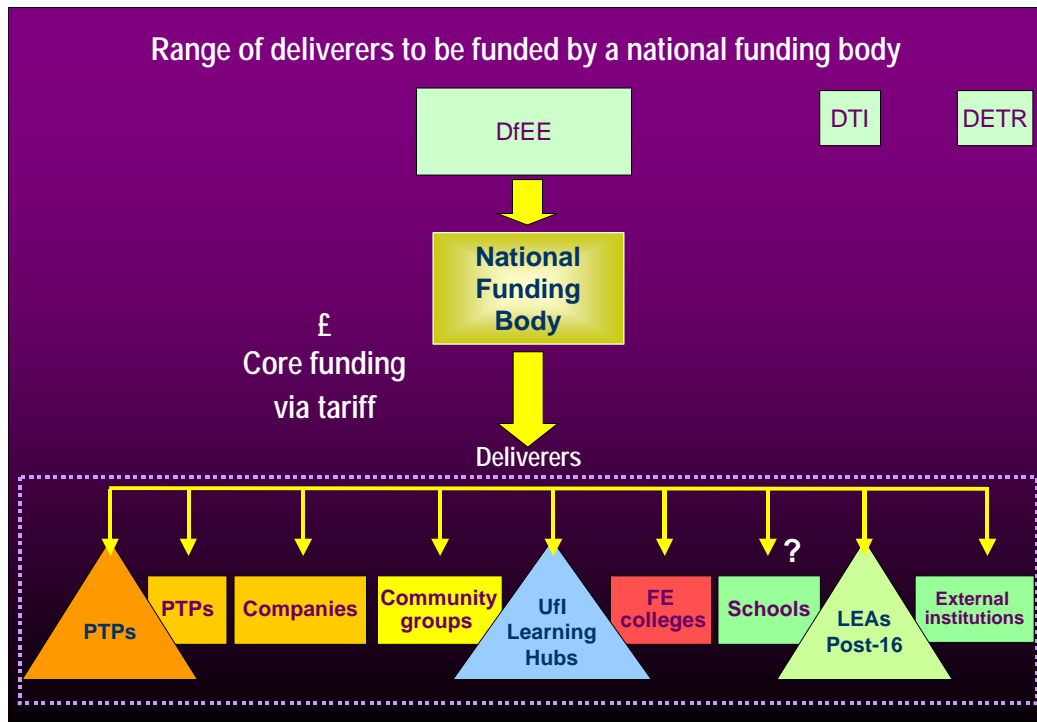 Range of deliverers to be funded by a national funding body
DfEE
DTI
DETR
National
Funding
Body
£
Core funding
via tariff
Deliverers
?
PTPs
PTPs
Companies
Community
groups
UfI
Learning
Hubs
FE
colleges
Schools
LEAs
Post-16
External
institutions